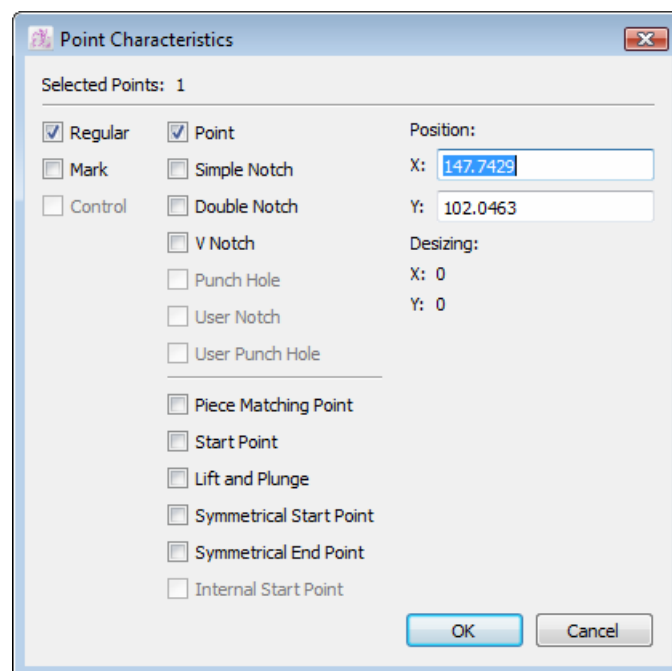 Point Characteristics
Selected Points: 1
Regular
Mark
Control
Point
Simple Notch
Double Notch
V Notch
Punch Hole
User Notch
User Punch Hole
Piece Matching Point
Start Point
Lift and Plunge
Symmetrical Start Point
Symmetrical End Point
Internal Start Point
Position:
X: 147.7429
Y: 102.0463
Desizing:
X: 0
Y: 0
OK
Cancel